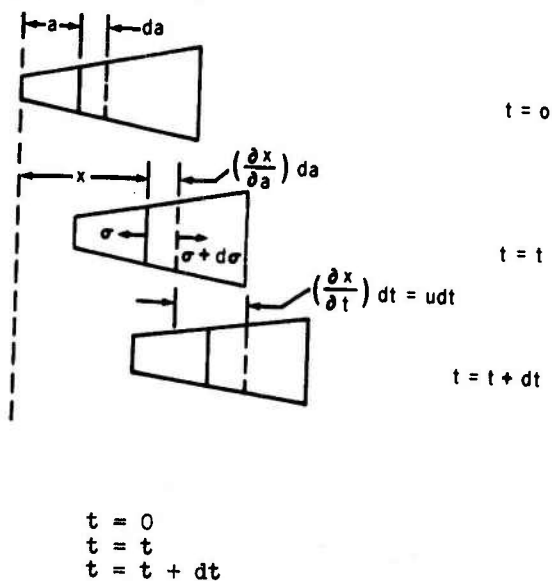 a da
t = o
x (∂x/∂a) da
σ σ + dσ
t = t
(∂x/∂t) dt = udt
t = t + dt
t = 0
t = t
t = t + dt